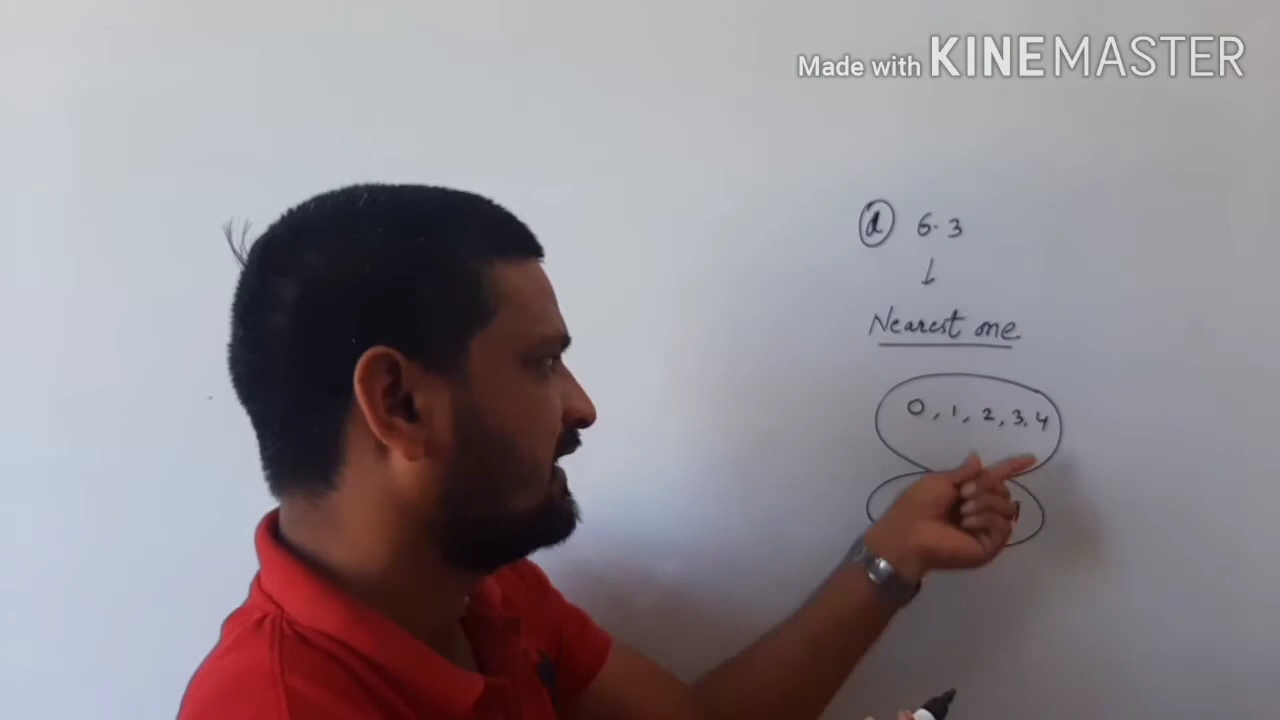 Made with KINEMASTER
(d) 6.3
↓
Nearest one
0, 1, 2, 3, 4